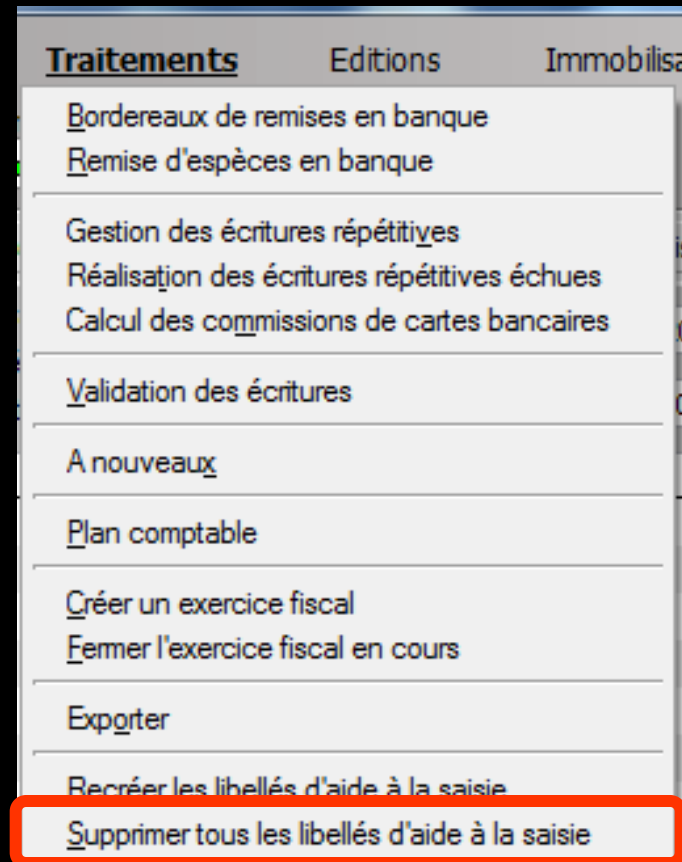 Traitements Editions
Bordereaux de remises en banque
Remise d'espèces en banque
Gestion des écritures répétitives
Réalisation des écritures répétitives échues
Calcul des commissions de cartes bancaires
Validation des écritures
A nouveaux
Plan comptable
Créer un exercice fiscal
Fermer l'exercice fiscal en cours
Exporter
Recréer les libellés d'aide à la saisie
Supprimer tous les libellés d'aide à la saisie